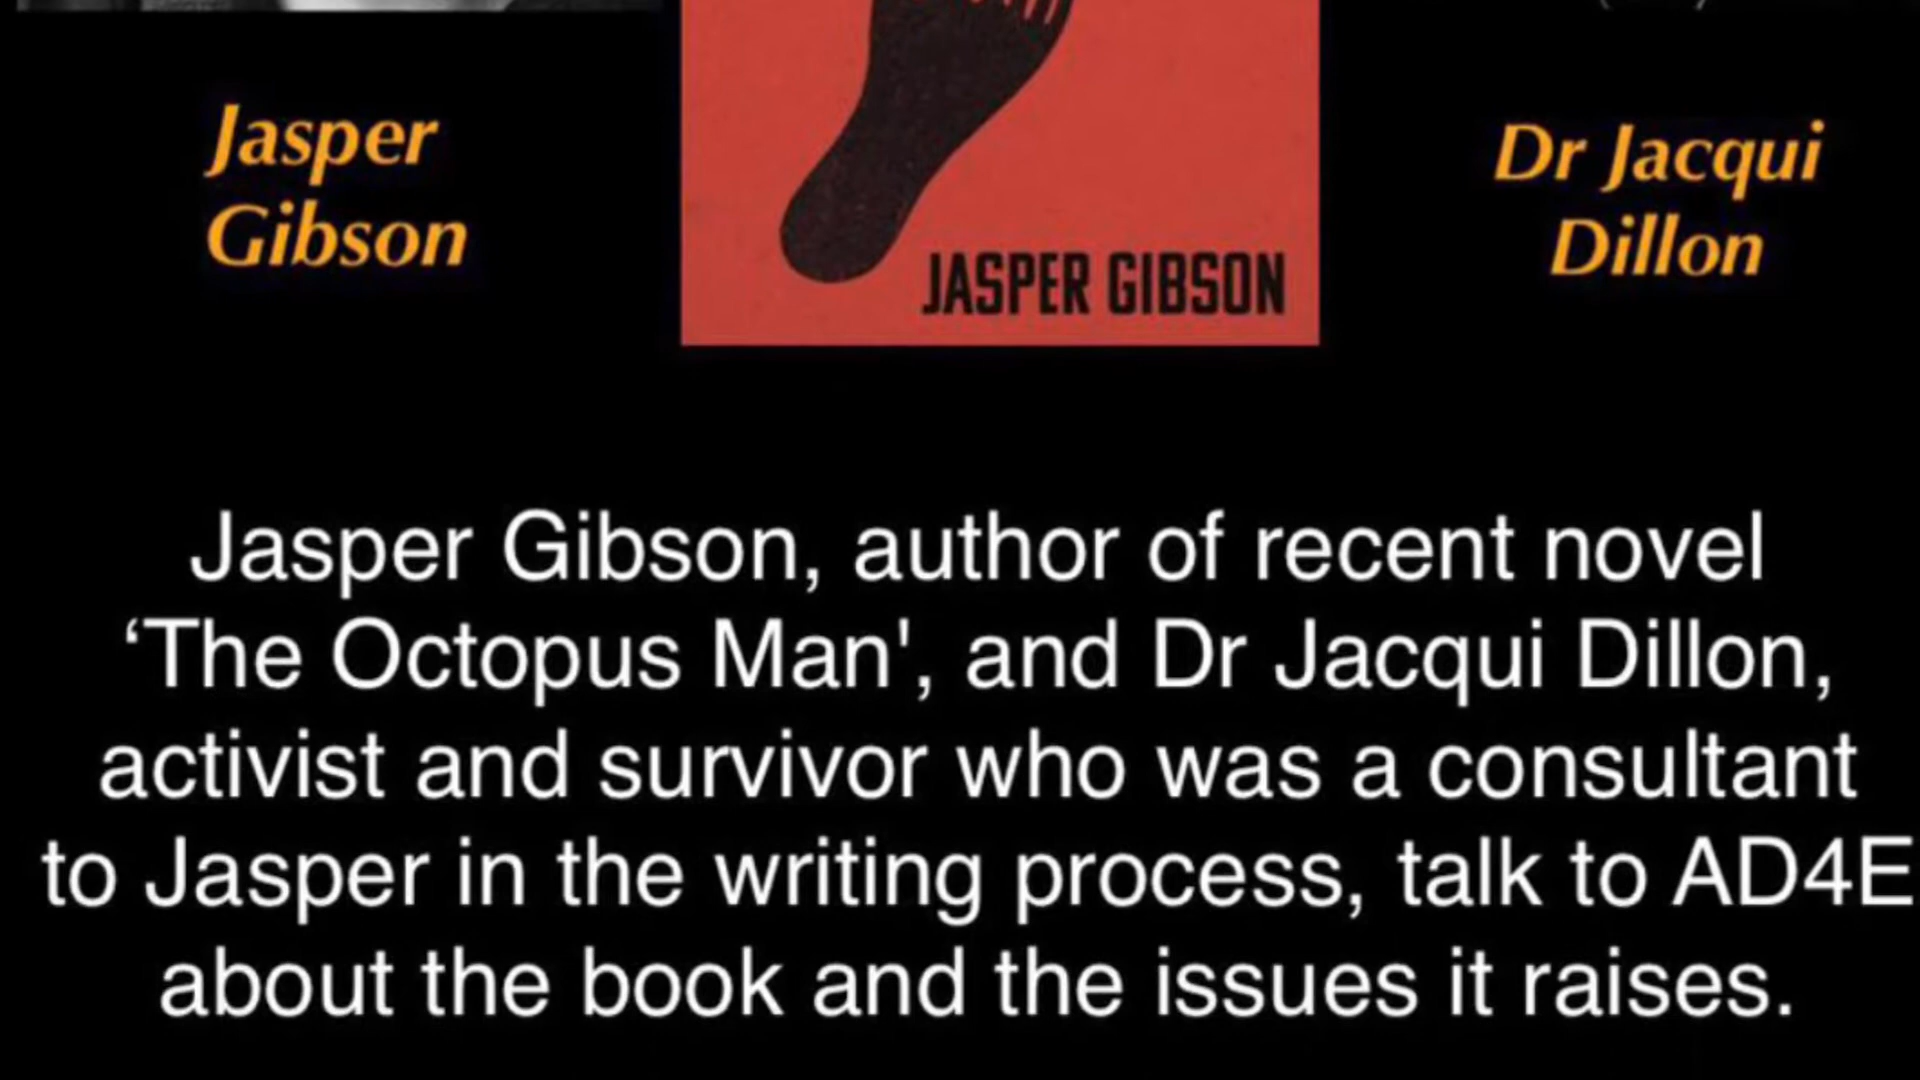 Jasper
Gibson
JASPER GIBSON
Dr Jacqui
Dillon
Jasper Gibson, author of recent novel
‘The Octopus Man', and Dr Jacqui Dillon,
activist and survivor who was a consultant
to Jasper in the writing process, talk to AD4E
about the book and the issues it raises.